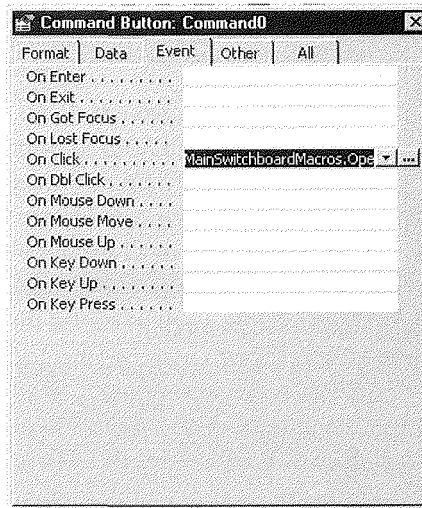 Command Button: Command0
Format Data Event Other All
On Enter . . . . . . . . .
On Exit . . . . . . . . . .
On Got Focus . . . . . .
On Lost Focus . . . . .
On Click . . . . . . . . . . MainSwitchboardMacros.Ope ...
On Dbl Click . . . . . . .
On Mouse Down . . . .
On Mouse Move . . . .
On Mouse Up . . . . . .
On Key Down . . . . . .
On Key Up . . . . . . . .
On Key Press . . . . . .